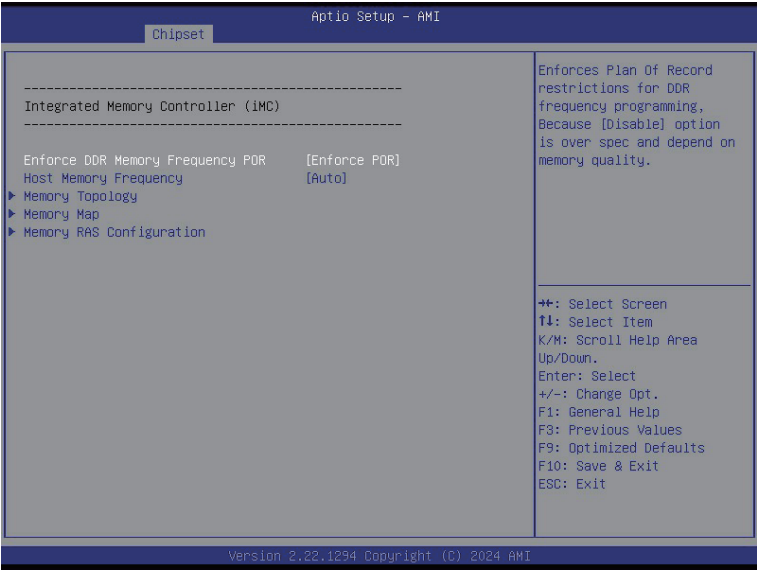 Aptio Setup – AMI
Chipset
Integrated Memory Controller (iMC)
Enforce DDR Memory Frequency POR [Enforce POR]
Host Memory Frequency [Auto]
Memory Topology
Memory Map
Memory RAS Configuration
Enforces Plan Of Record
restrictions for DDR
frequency programming,
Because [Disable] option
is over spec and depend on
memory quality.
→←: Select Screen
↑↓: Select Item
K/M: Scroll Help Area
Up/Down.
Enter: Select
+/-: Change Opt.
F1: General Help
F3: Previous Values
F9: Optimized Defaults
F10: Save & Exit
ESC: Exit
Version 2.22.1294 Copyright (C) 2024 AMI